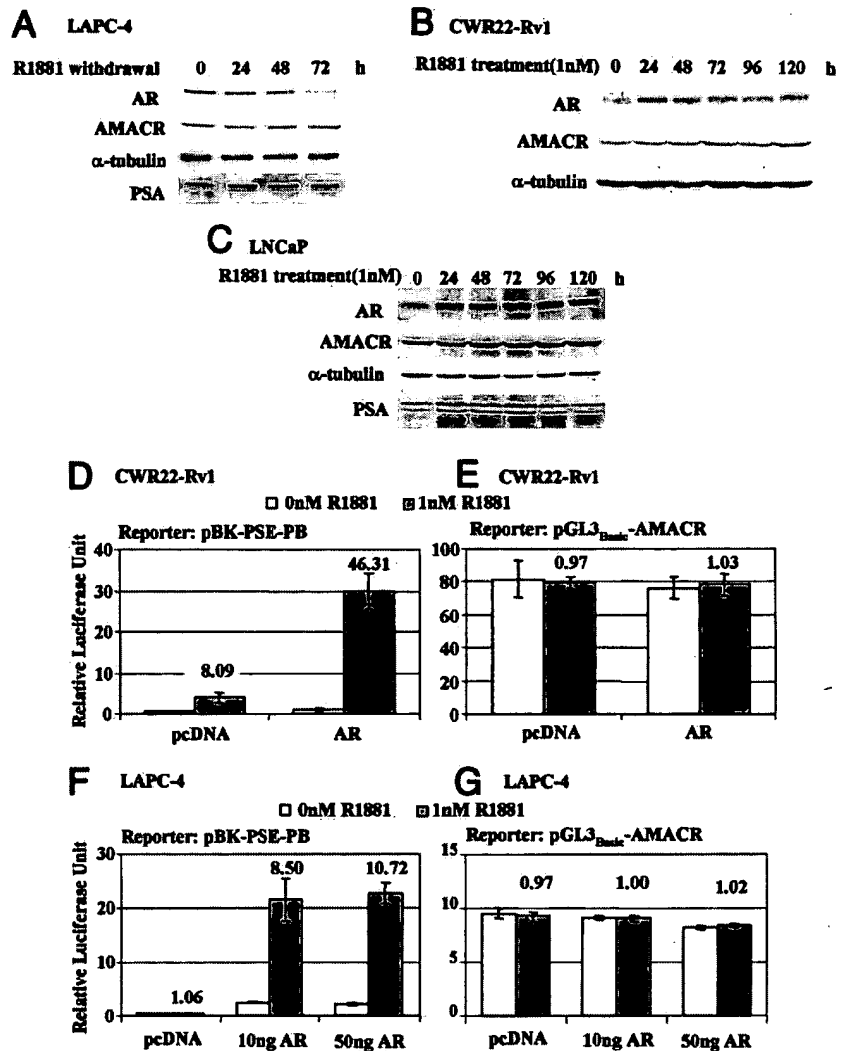 A LAPC-4
R1881 withdrawal 0 24 48 72 h
AR
AMACR
α-tubulin
PSA
B CWR22-Rv1
R1881 treatment(1nM) 0 24 48 72 96 120 h
AR
AMACR
α-tubulin
C LNCaP
R1881 treatment(1nM) 0 24 48 72 96 120 h
AR
AMACR
α-tubulin
PSA
D CWR22-Rv1
E CWR22-Rv1
0nM R1881 1nM R1881
Reporter: pBK-PSE-PB
Relative Luciferase Unit
40
30
20
10
0
8.09
46.31
pcDNA AR
Reporter: pGL3Basic-AMACR
100
80
60
40
20
0
0.97
1.03
pcDNA AR
F LAPC-4
G LAPC-4
0nM R1881 1nM R1881
Reporter: pBK-PSE-PB
Relative Luciferase Unit
30
20
10
0
1.06
8.50
10.72
pcDNA 10ng AR 50ng AR
Reporter: pGL3Basic-AMACR
15
10
5
0
0.97
1.00
1.02
pcDNA 10ng AR 50ng AR